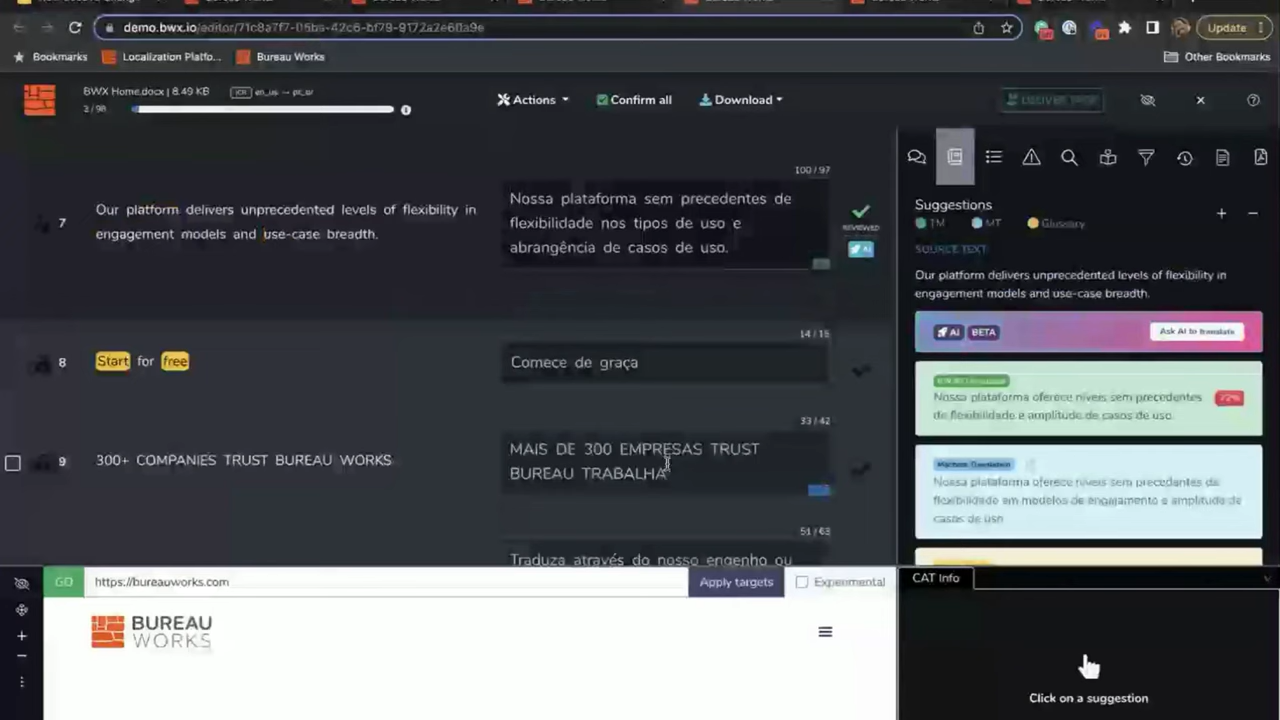 demo.bwx.io/editor/
Update
Bookmarks
Localization Platfo...
Bureau Works
Other Bookmarks
BWX Home.docx | 8.49 KB
en_us → pt_br
2 / 98
Actions
Confirm all
Download
100 / 97
7
Our platform delivers unprecedented levels of flexibility in
engagement models and use-case breadth.
Nossa plataforma sem precedentes de
flexibilidade nos tipos de uso e
abrangência de casos de uso.
REVIEWED
AI
14 / 15
8
Start for free
Comece de graça
33 / 42
9
300+ COMPANIES TRUST BUREAU WORKS
MAIS DE 300 EMPRESAS TRUST
BUREAU TRABALHA
51 / 63
Traduza através do nosso engenho ou
Suggestions
TM
MT
Glossary
SOURCE TEXT
Our platform delivers unprecedented levels of flexibility in
engagement models and use-case breadth.
AI
BETA
Ask AI to translate
Nossa plataforma oferece níveis sem precedentes
de flexibilidade e amplitude de casos de uso.
72%
Machine Translation
Nossa plataforma oferece níveis sem precedentes de
flexibilidade em modelos de engajamento e amplitude de
casos de uso
GO
https://bureauworks.com
Apply targets
Experimental
CAT Info
BUREAU
WORKS
Click on a suggestion